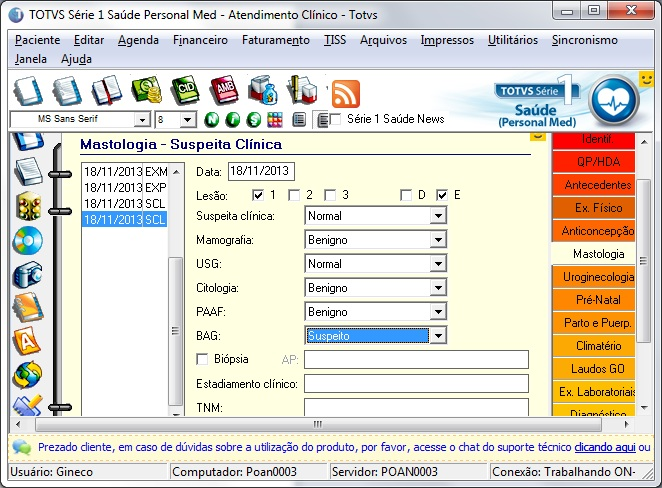 TOTVS Série 1 Saúde Personal Med - Atendimento Clínico - Totvs
Paciente Editar Agenda Financeiro Faturamento TISS Arquivos Impressos Utilitários Sincronismo
Janela Ajuda
CID
AMB
TOTVS Série 1
Saúde
(Personal Med)
MS Sans Serif 8 N I S Série 1 Saúde News
Mastologia - Suspeita Clínica
18/11/2013 EXM
18/11/2013 EXP
18/11/2013 SCL
18/11/2013 SCL
Data: 18/11/2013
Lesão: 1 2 3 D E
Suspeita clínica: Normal
Mamografia: Benigno
USG: Normal
Citologia: Benigno
PAAF: Benigno
BAG: Suspeito
Biópsia AP:
Estadiamento clínico:
TNM:
Identif.
QP/HDA
Antecedentes
Ex. Físico
Anticoncepção
Mastologia
Uroginecologia
Pré-Natal
Parto e Puerp.
Climatério
Laudos GO
Ex. Laboratoriais
Diagnóstico
Prezado cliente, em caso de dúvidas sobre a utilização do produto, por favor, acesse o chat do suporte técnico clicando aqui ou
Usuário: Gineco Computador: Poan0003 Servidor: POAN0003 Conexão: Trabalhando ON-